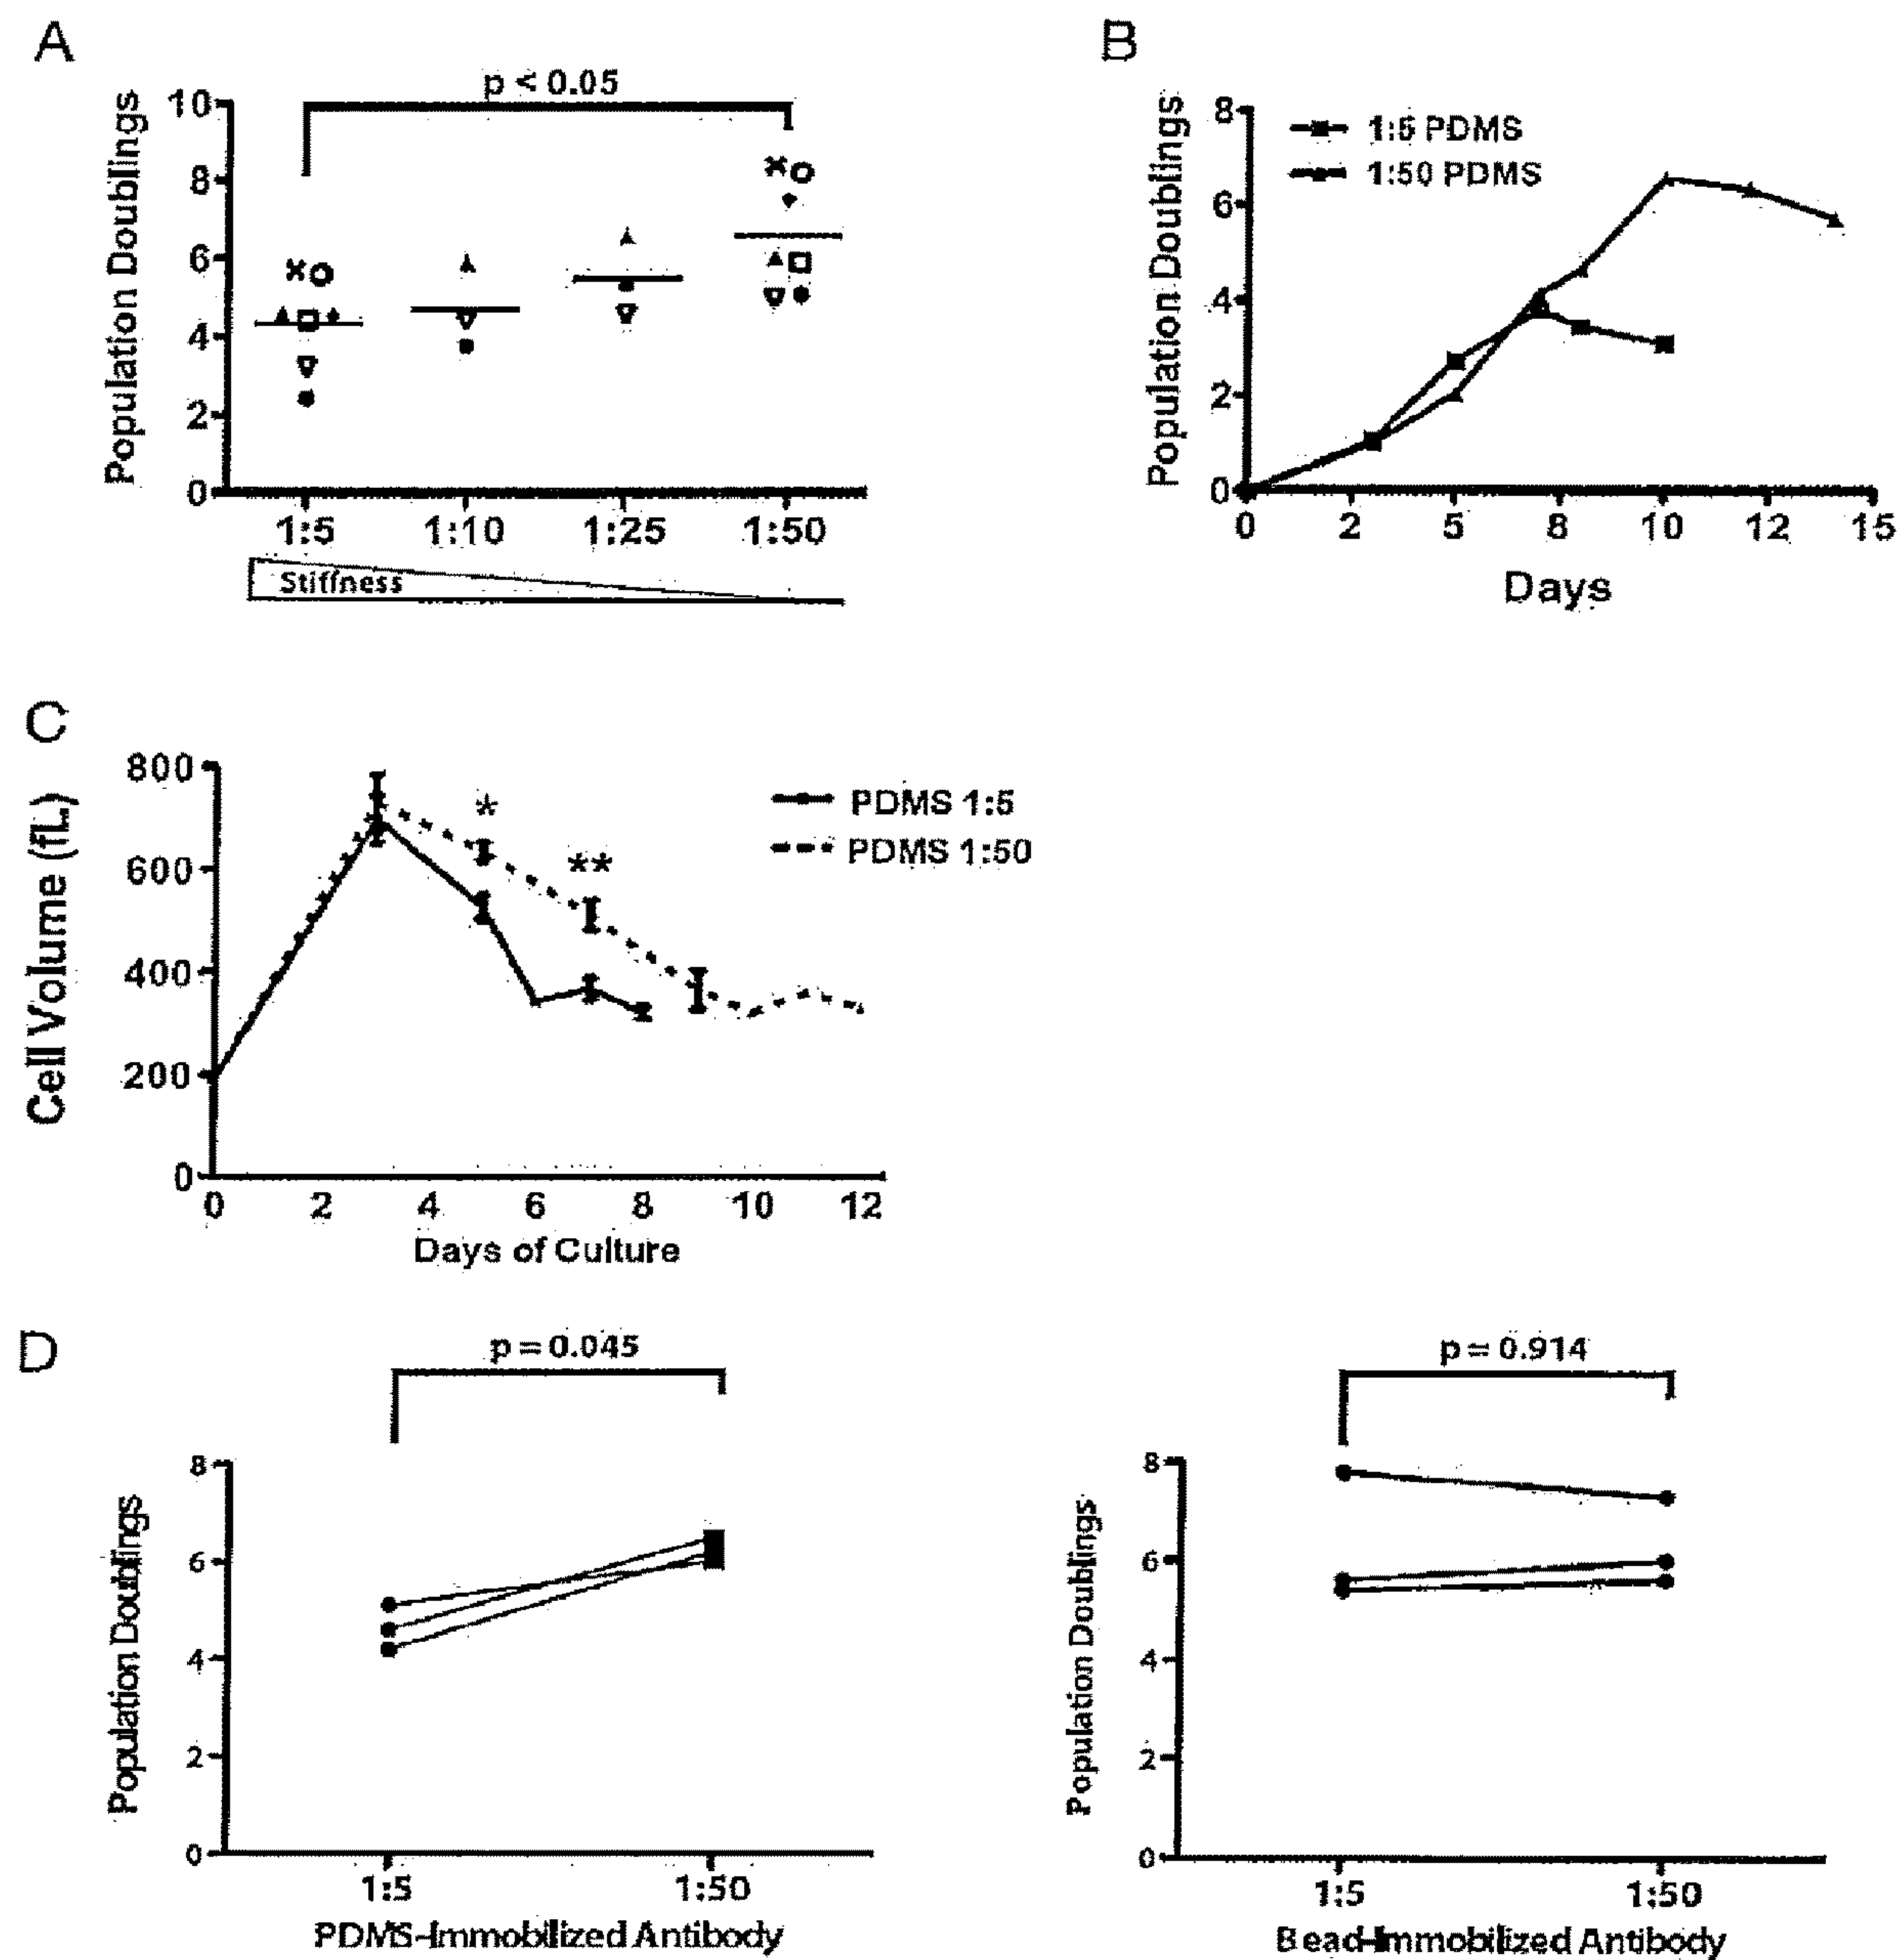 A
p < 0.05
Population Doublings
10
8
6
4
2
0
1:5 1:10 1:25 1:50
Stiffness
B
1:5 PDMS
1:50 PDMS
Population Doublings
8
6
4
2
0
0 2 5 8 10 12 15
Days
C
PDMS 1:5
PDMS 1:50
Cell Volume (fL)
800
600
400
200
0
* **
0 2 4 6 8 10 12
Days of Culture
D
p = 0.045
Population Doublings
8
6
4
2
0
1:5 1:50
PDMS-Immobilized Antibody
p = 0.914
Population Doublings
8
6
4
2
0
1:5 1:50
Bead-Immobilized Antibody